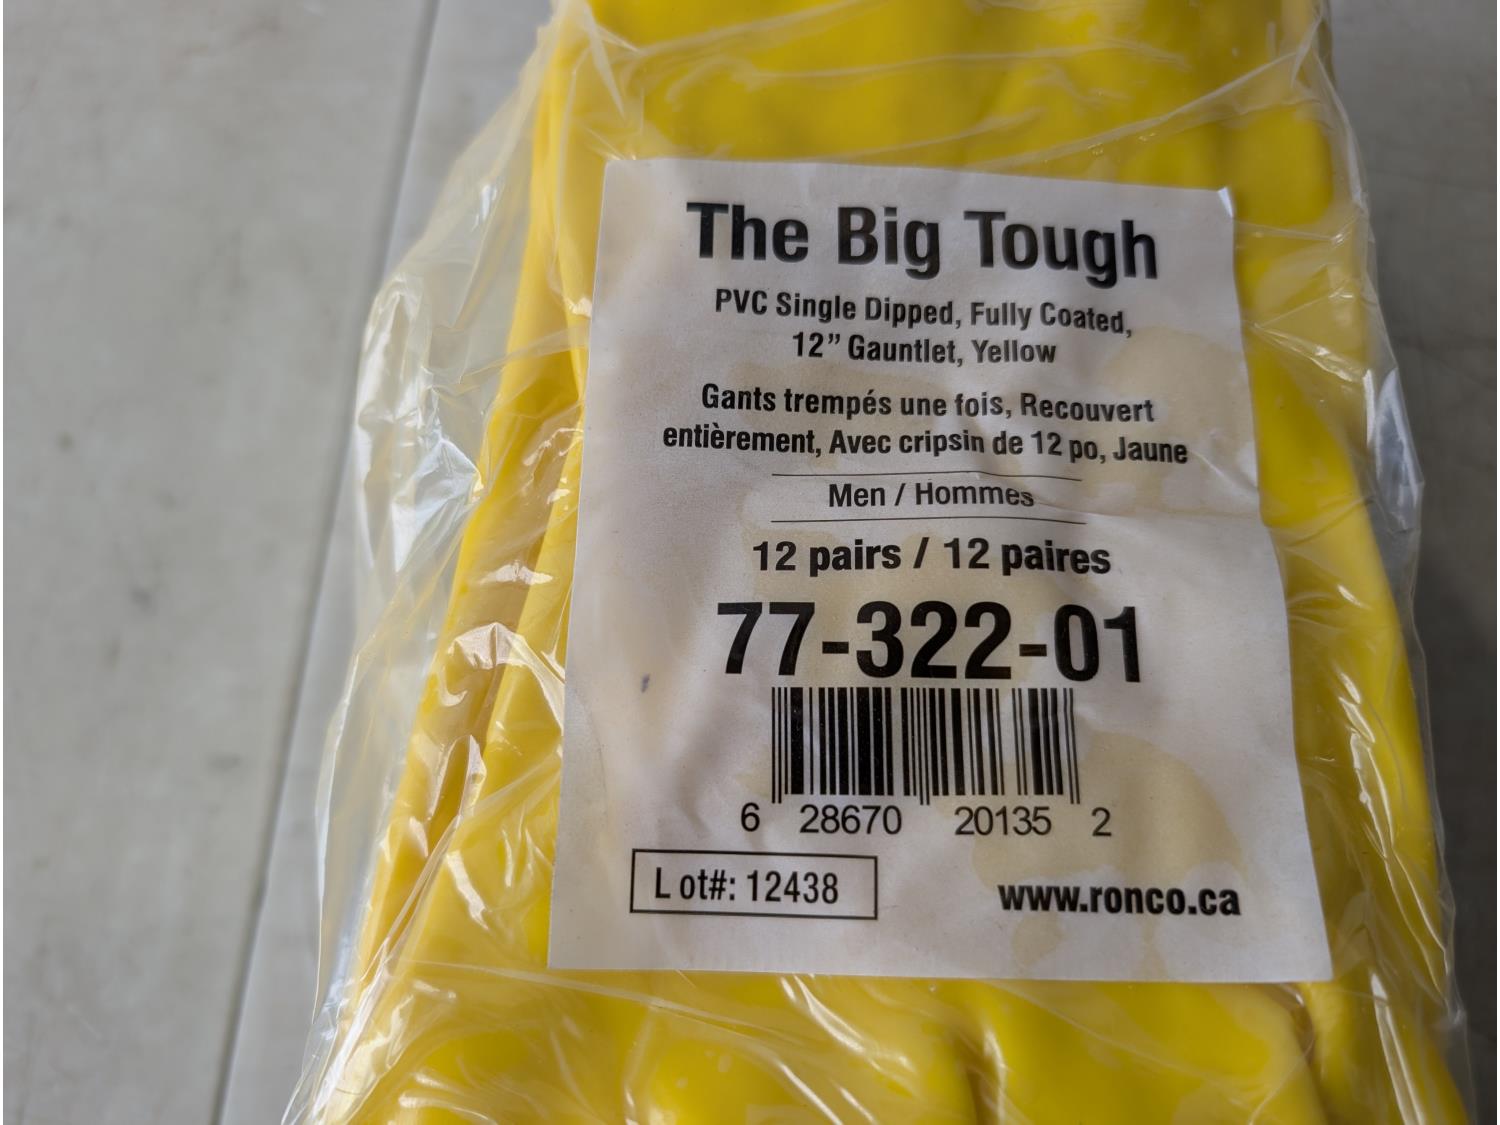 The Big Tough
PVC Single Dipped, Fully Coated,
12” Gauntlet, Yellow
Gants trempés une fois, Recouvert
entièrement, Avec cripsin de 12 po, Jaune
Men / Hommes
12 pairs / 12 paires
77-322-01
6 28670 20135 2
L ot#: 12438
www.ronco.ca